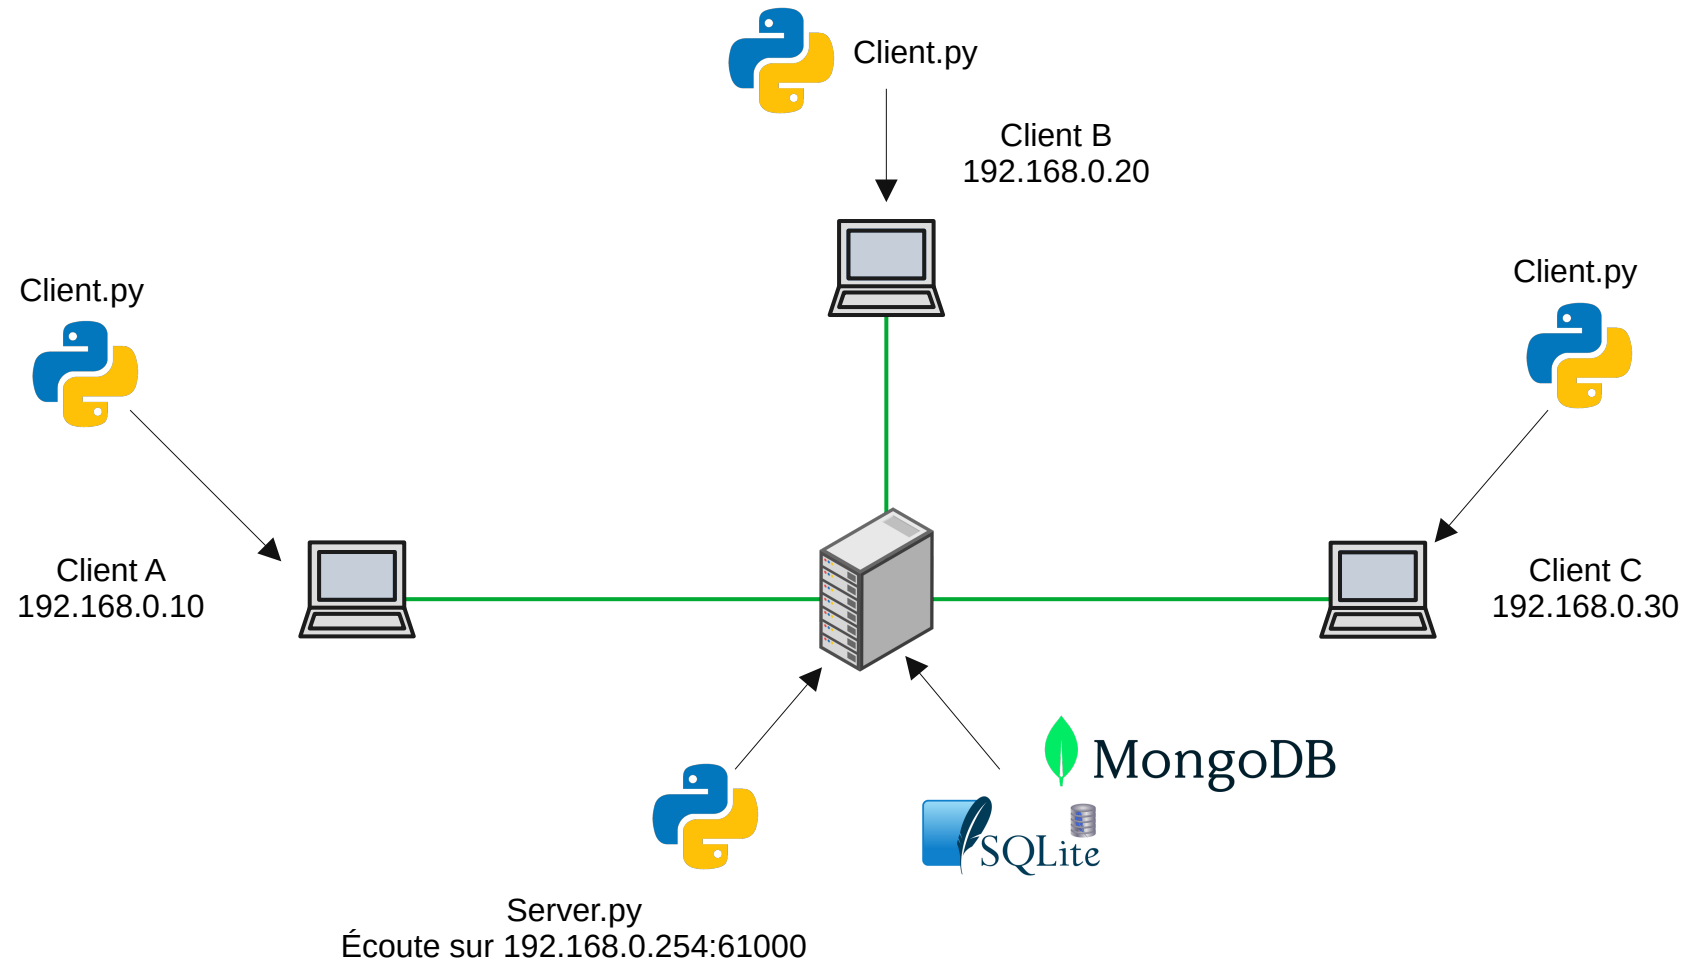 Client.py
Client B
192.168.0.20
Client.py
Client.py
Client A
192.168.0.10
Client C
192.168.0.30
MongoDB
SQLite
Server.py
Écoute sur 192.168.0.254:61000